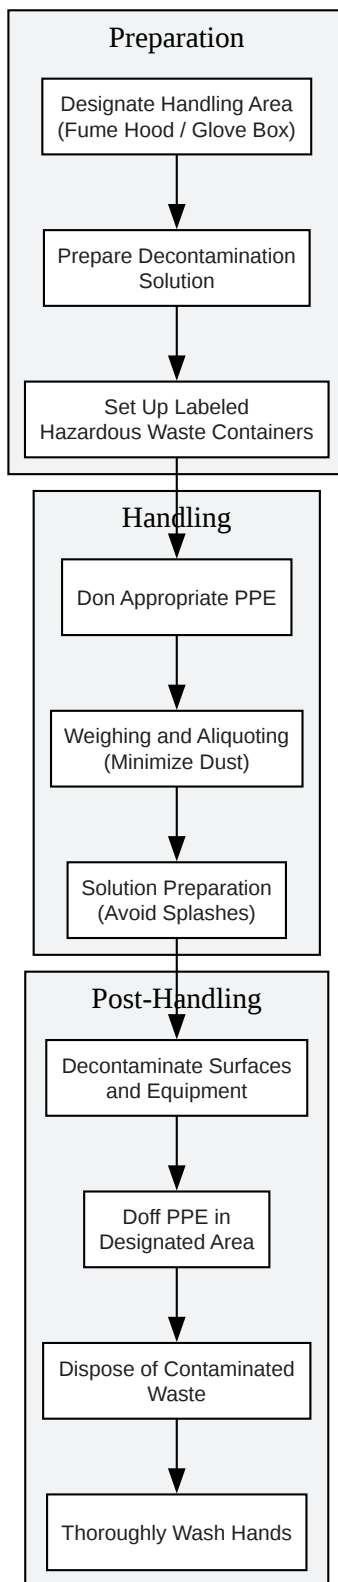 Preparation
Designate Handling Area
(Fume Hood / Glove Box)
Prepare Decontamination
Solution
Set Up Labeled
Hazardous Waste Containers
Handling
Don Appropriate PPE
Weighing and Aliquoting
(Minimize Dust)
Solution Preparation
(Avoid Splashes)
Post-Handling
Decontaminate Surfaces
and Equipment
Doff PPE in
Designated Area
Dispose of Contaminated
Waste
Thoroughly Wash Hands